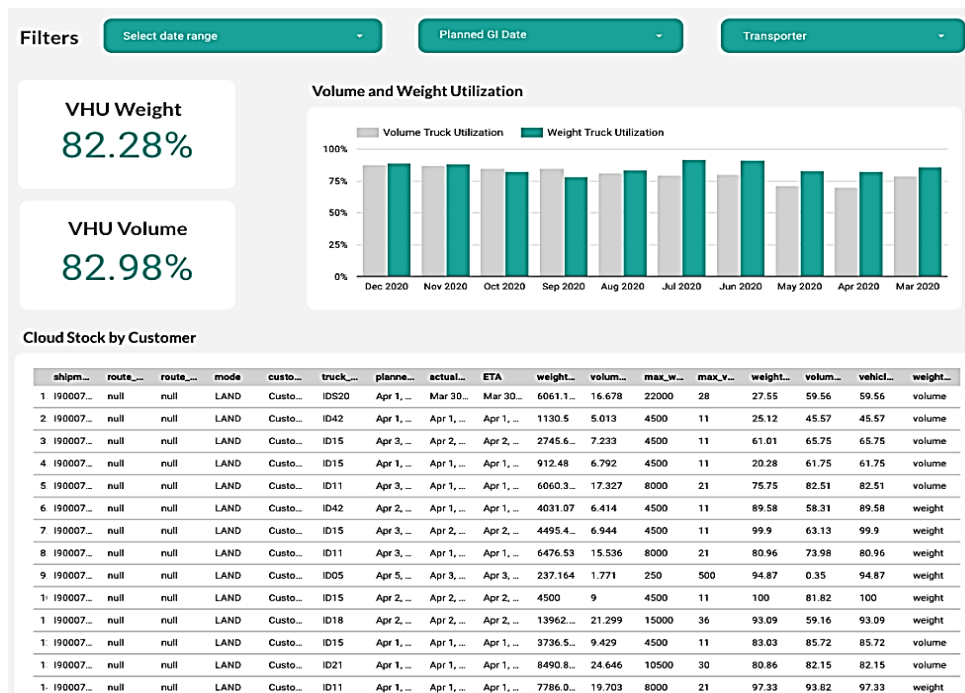 Filters Select date range Planned GI Date Transporter
VHU Weight
82.28%
VHU Volume
82.98%
Volume and Weight Utilization
Volume Truck Utilization Weight Truck Utilization
100%
75%
50%
25%
0%
Dec 2020 Nov 2020 Oct 2020 Sep 2020 Aug 2020 Jul 2020 Jun 2020 May 2020 Apr 2020 Mar 2020
Cloud Stock by Customer
shipm... route_... route_... mode custo... truck_... planne... actual... ETA weight... volum... max_w... max_v... weight... volum... vehicl... weight...
1 I90007... null null LAND Custo... IDS20 Apr 1, ... Mar 30... Mar 30... 6061.1... 16.678 22000 28 27.55 59.56 59.56 volume
2 I90007... null null LAND Custo... ID42 Apr 1, ... Apr 1, ... Apr 1, ... 1130.5 5.013 4500 11 25.12 45.57 45.57 volume
3 I90007... null null LAND Custo... ID15 Apr 3, ... Apr 2, ... Apr 2, ... 2745.6... 7.233 4500 11 61.01 65.75 65.75 volume
4 I90007... null null LAND Custo... ID15 Apr 1, ... Apr 1, ... Apr 1, ... 912.48 6.792 4500 11 20.28 61.75 61.75 volume
5 I90007... null null LAND Custo... ID11 Apr 3, ... Apr 1, ... Apr 1, ... 6060.3... 17.327 8000 21 75.75 82.51 82.51 volume
6 I90007... null null LAND Custo... ID42 Apr 2, ... Apr 1, ... Apr 1, ... 4031.07 6.414 4500 11 89.58 58.31 89.58 weight
7 I90007... null null LAND Custo... ID15 Apr 3, ... Apr 2, ... Apr 2, ... 4495.4... 6.944 4500 11 99.9 63.13 99.9 weight
8 I90007... null null LAND Custo... ID11 Apr 3, ... Apr 1, ... Apr 1, ... 6476.53 15.536 8000 21 80.96 73.98 80.96 weight
9 I90007... null null LAND Custo... ID05 Apr 5, ... Apr 3, ... Apr 3, ... 237.164 1.771 250 500 94.87 0.35 94.87 weight
I90007... null null LAND Custo... ID15 Apr 2, ... Apr 2, ... Apr 2, ... 4500 9 4500 11 100 81.82 100 weight
I90007... null null LAND Custo... ID18 Apr 2, ... Apr 2, ... Apr 2, ... 13962.... 21.299 15000 36 93.09 59.16 93.09 weight
I90007... null null LAND Custo... ID15 Apr 1, ... Apr 1, ... Apr 1, ... 3736.5... 9.429 4500 11 83.03 85.72 85.72 volume
I90007... null null LAND Custo... ID21 Apr 1, ... Apr 1, ... Apr 1, ... 8490.8... 24.646 10500 30 80.86 82.15 82.15 volume
I90007... null null LAND Custo... ID11 Apr 1, ... Apr 1, ... Apr 1, ... 7786.0... 19.703 8000 21 97.33 93.82 97.33 weight